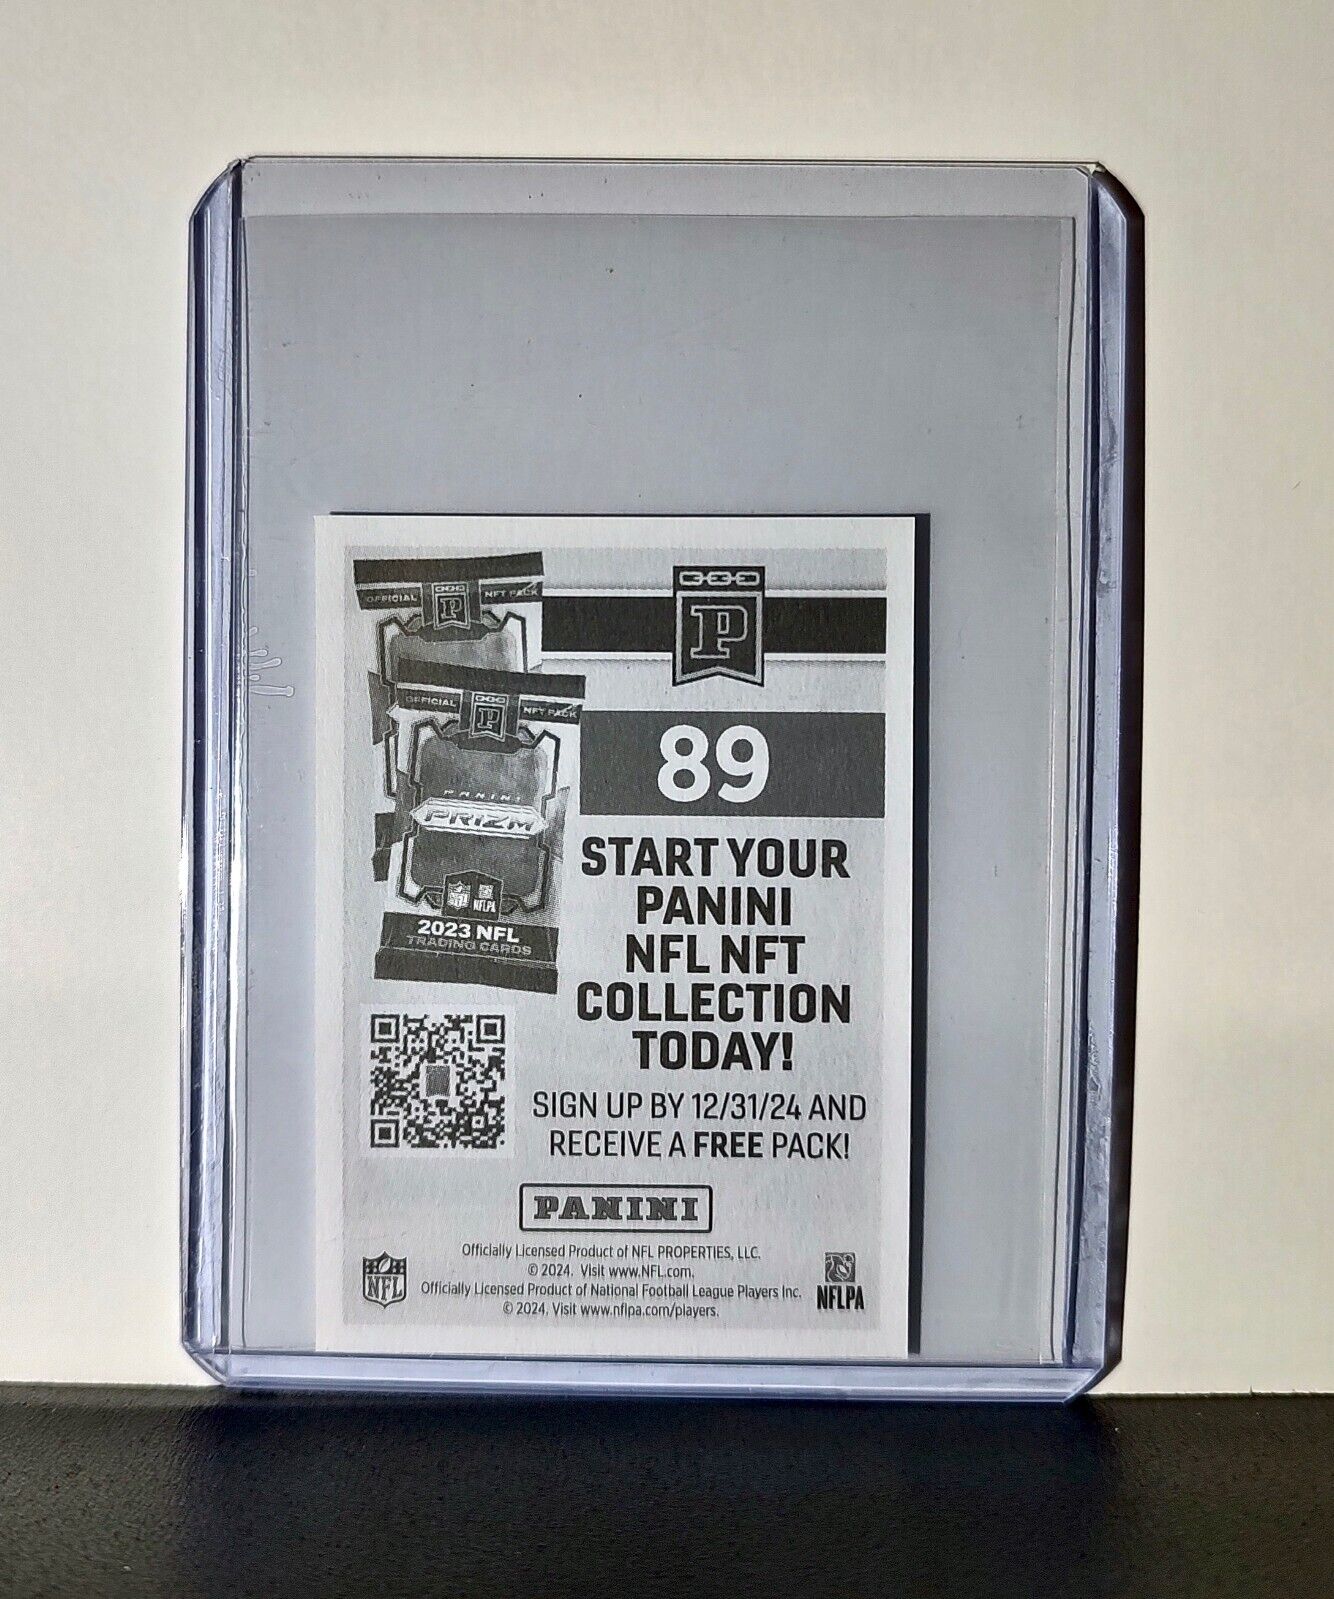 OFFICIAL P NFT PACK
P
OFFICIAL P NFT PACK
PANINI
PRIZM
NFL NFLPA
2023 NFL
TRADING CARDS
89
START YOUR
PANINI
NFL NFT
COLLECTION
TODAY!
SIGN UP BY 12/31/24 AND
RECEIVE A FREE PACK!
PANINI
Officially Licensed Product of NFL PROPERTIES, LLC.
© 2024. Visit www.NFL.com.
Officially Licensed Product of National Football League Players Inc.
© 2024. Visit www.nflpa.com/players.
NFL
NFLPA